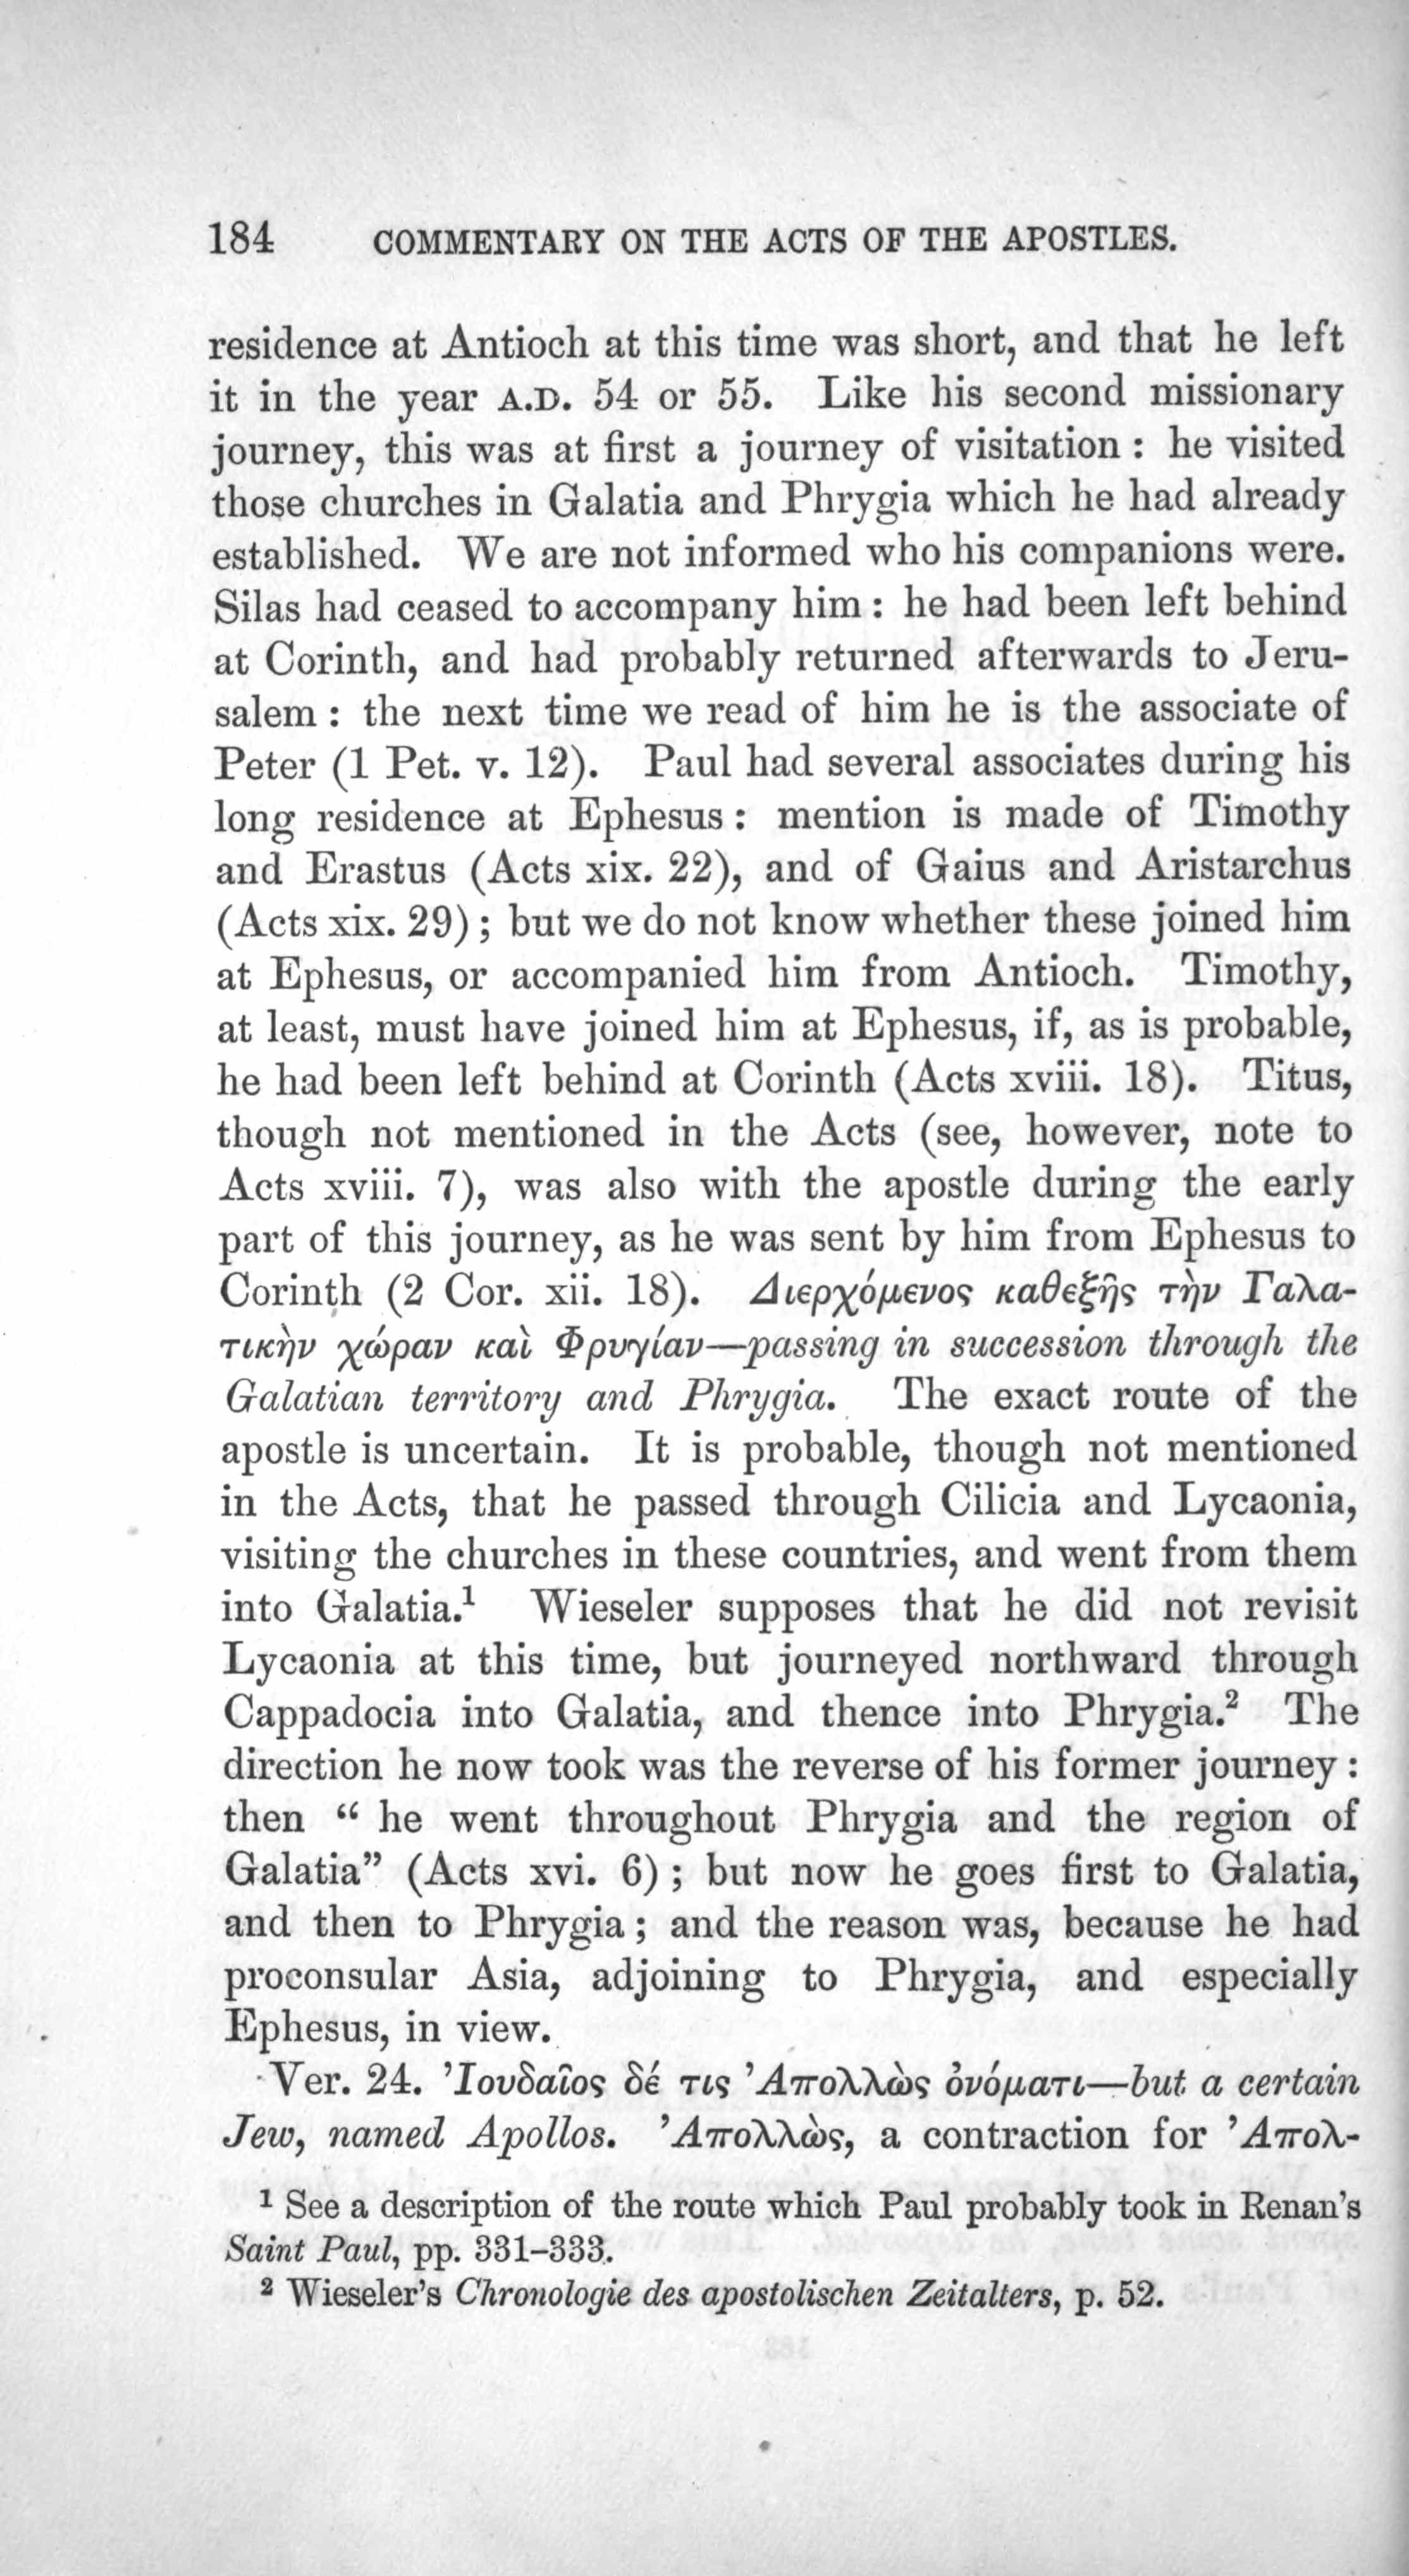 184 COMMENTARY ON THE ACTS OF THE APOSTLES.
residence at Antioch at this time was short, and that he left
it in the year A.D. 54 or 55. Like his second missionary
journey, this was at first a journey of visitation : he visited
those churches in Galatia and Phrygia which he had already
established. We are not informed who his companions were.
Silas had ceased to accompany him : he had been left behind
at Corinth, and had probably returned afterwards to Jeru-
salem : the next time we read of him he is the associate of
Peter (1 Pet. v. 12). Paul had several associates during his
long residence at Ephesus : mention is made of Timothy
and Erastus (Acts xix. 22), and of Gaius and Aristarchus
(Acts xix. 29) ; but we do not know whether these joined him
at Ephesus, or accompanied him from Antioch. Timothy,
at least, must have joined him at Ephesus, if, as is probable,
he had been left behind at Corinth (Acts xviii. 18). Titus,
though not mentioned in the Acts (see, however, note to
Acts xviii. 7), was also with the apostle during the early
part of this journey, as he was sent by him from Ephesus to
Corinth (2 Cor. xii. 18). Διερχόμενος καθεξῆς τὴν Γαλα-
τικὴν χώραν καὶ Φρυγίαν—passing in succession through the
Galatian territory and Phrygia. The exact route of the
apostle is uncertain. It is probable, though not mentioned
in the Acts, that he passed through Cilicia and Lycaonia,
visiting the churches in these countries, and went from them
into Galatia.¹ Wieseler supposes that he did not revisit
Lycaonia at this time, but journeyed northward through
Cappadocia into Galatia, and thence into Phrygia.² The
direction he now took was the reverse of his former journey :
then “ he went throughout Phrygia and the region of
Galatia” (Acts xvi. 6) ; but now he goes first to Galatia,
and then to Phrygia ; and the reason was, because he had
proconsular Asia, adjoining to Phrygia, and especially
Ephesus, in view.
Ver. 24. Ἰουδαῖος δέ τις Ἀπολλὼς ὀνόματι—but a certain
Jew, named Apollos. Ἀπολλὼς, a contraction for Ἀπολ-
¹ See a description of the route which Paul probably took in Renan’s
Saint Paul, pp. 331–333.
² Wieseler’s Chronologie des apostolischen Zeitalters, p. 52.